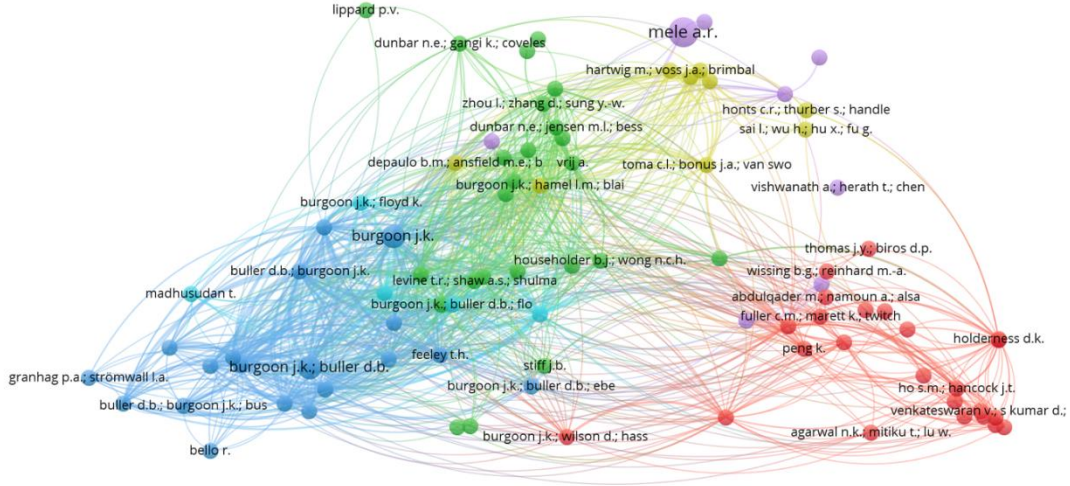 lippard p.v.
mele a.r.
dunbar n.e.; gangi k.; coveles
hartwig m.; voss j.a.; brimbal
zhou l.; zhang d.; sung y.-w.
honts c.r.; thurber s.; handle
dunbar n.e.; jensen m.l.; bess
sai l.; wu h.; hu x.; fu g.
depaulo b.m.; ansfield m.e.; b
vrij a.
toma c.l.; bonus j.a.; van swo
burgoon j.k.; hamel l.m.; blai
vishwanath a.; herath t.; chen
burgoon j.k.; floyd k.
burgoon j.k.
thomas j.y.; biros d.p.
householder b.j.; wong n.c.h.
buller d.b.; burgoon j.k.
wissing b.g.; reinhard m.-a.
levine t.r.; shaw a.s.; shulma
madhusudan t.
abdulqader m.; namoun a.; alsa
burgoon j.k.; buller d.b.; flo
fuller c.m.; marett k.; twitch
holderness d.k.
peng k.
feeley t.h.
burgoon j.k.; buller d.b.
stiff j.b.
granhag p.a.; strömwall l.a.
burgoon j.k.; buller d.b.; ebe
ho s.m.; hancock j.t.
buller d.b.; burgoon j.k.; bus
venkateswaran v.; s kumar d.;
agarwal n.k.; mitiku t.; lu w.
burgoon j.k.; wilson d.; hass
bello r.